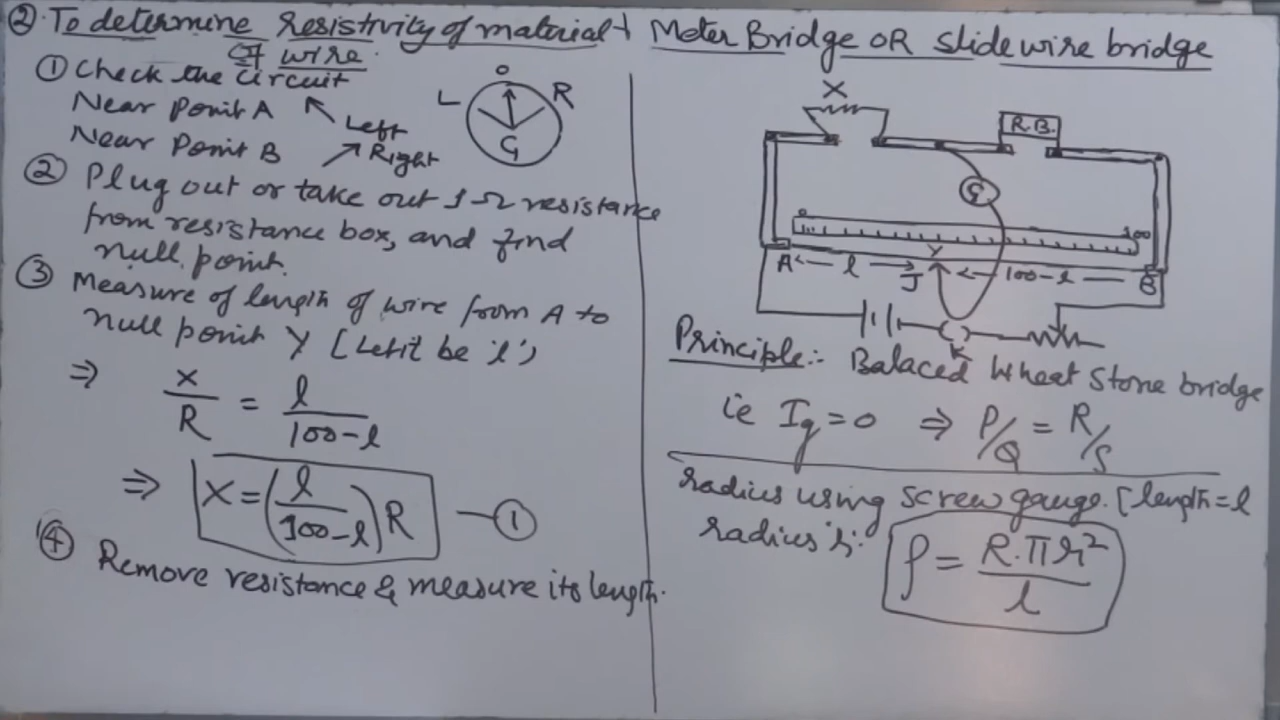 ② To determine resistivity of material of wire
① Check the circuit
Near Point A Left
Near Point B Right
L O R
G
② Plug out or take out 1 Ω resistance
from resistance box, and find
null point.
③ Measure of length of wire from A to
null point Y [Let it be 'l')
⇒ X/R = l/100-l
⇒ X = (l/100-l) R — ①
④ Remove resistance & measure its length.
Meter Bridge OR slide wire bridge
X
R.B.
G
0 100
A ← l → J Y ← 100-l — B
K
Principle:- Balaced Wheat Stone bridge
ie Ig = 0 ⇒ P/Q = R/S
radius using screw gauge. [length = l
radius 'r'.
ρ = R.πr²/l